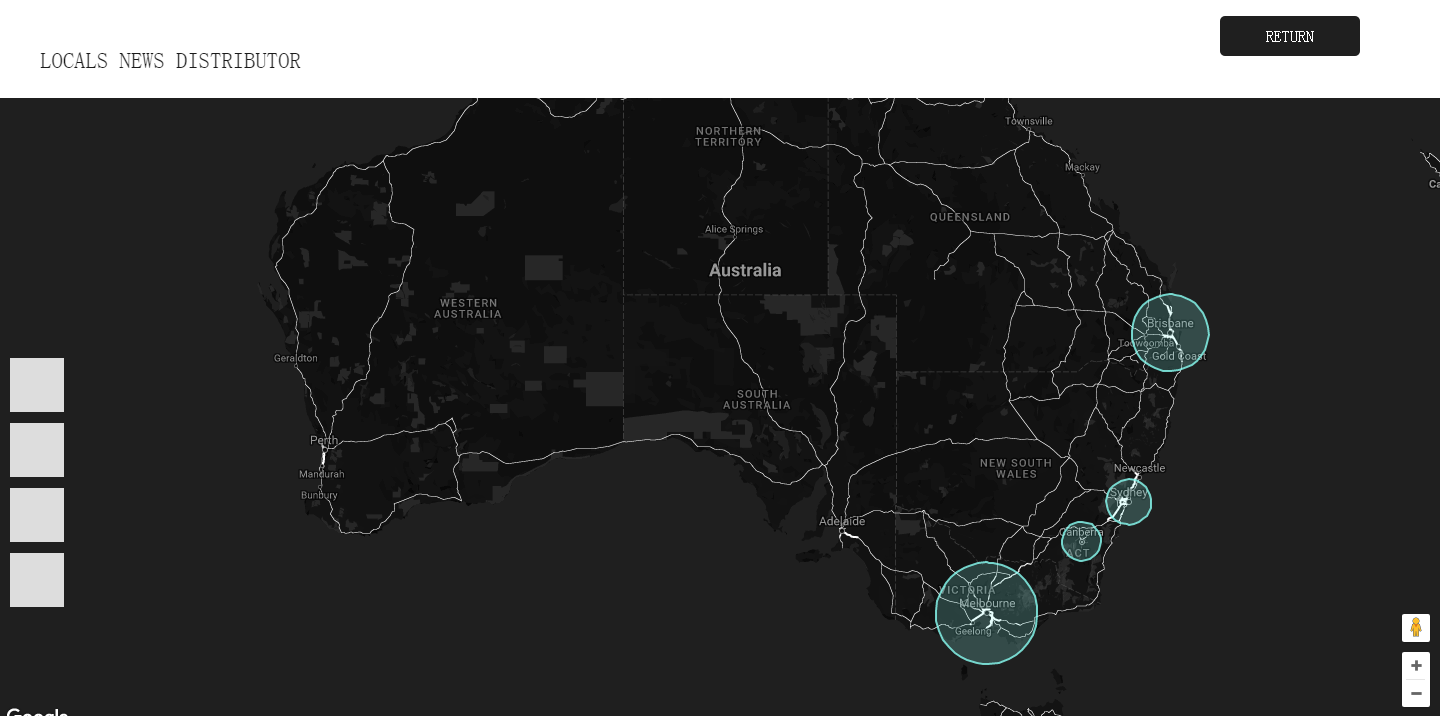 RETURN
LOCALS NEWS DISTRIBUTOR
Townsville
NORTHERN
TERRITORY
Mackay
Ca
QUEENSLAND
Alice Springs
Australia
WESTERN
AUSTRALIA
Brisbane
Toowoomba
Gold Coast
Geraldton
SOUTH
AUSTRALIA
Perth
Mandurah
Bunbury
NEW SOUTH
WALES
Newcastle
Sydney
Adelaide
Canberra
ACT
VICTORIA
Melbourne
Geelong
Google